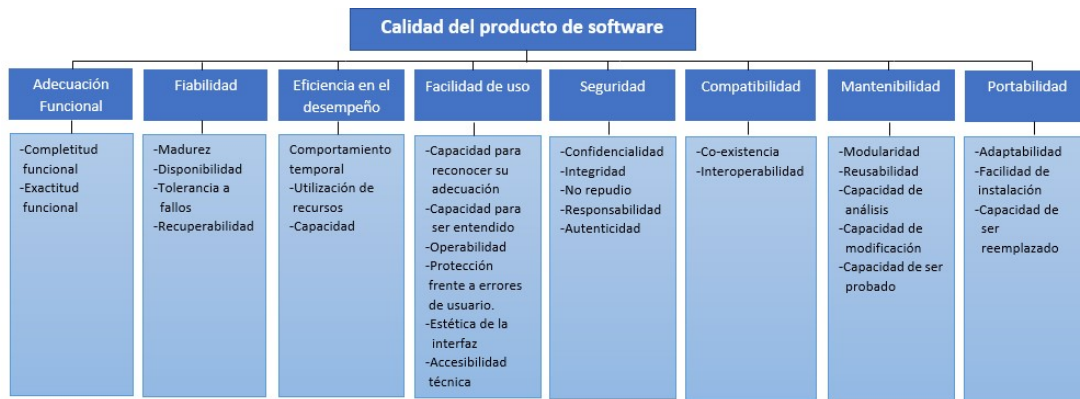 Calidad del producto de software
Adecuación
Funcional
-Completitud
funcional
-Exactitud
funcional
Fiabilidad
-Madurez
-Disponibilidad
-Tolerancia a
fallos
-Recuperabilidad
Eficiencia en el
desempeño
Comportamiento
temporal
-Utilización de
recursos
-Capacidad
Facilidad de uso
-Capacidad para
reconocer su
adecuación
-Capacidad para
ser entendido
-Operabilidad
-Protección
frente a errores
de usuario.
-Estética de la
interfaz
-Accesibilidad
técnica
Seguridad
-Confidencialidad
-Integridad
-No repudio
-Responsabilidad
-Autenticidad
Compatibilidad
-Co-existencia
-Interoperabilidad
Mantenibilidad
-Modularidad
-Reusabilidad
-Capacidad de
análisis
-Capacidad de
modificación
-Capacidad de ser
probado
Portabilidad
-Adaptabilidad
-Facilidad de
instalación
-Capacidad de
ser
reemplazado